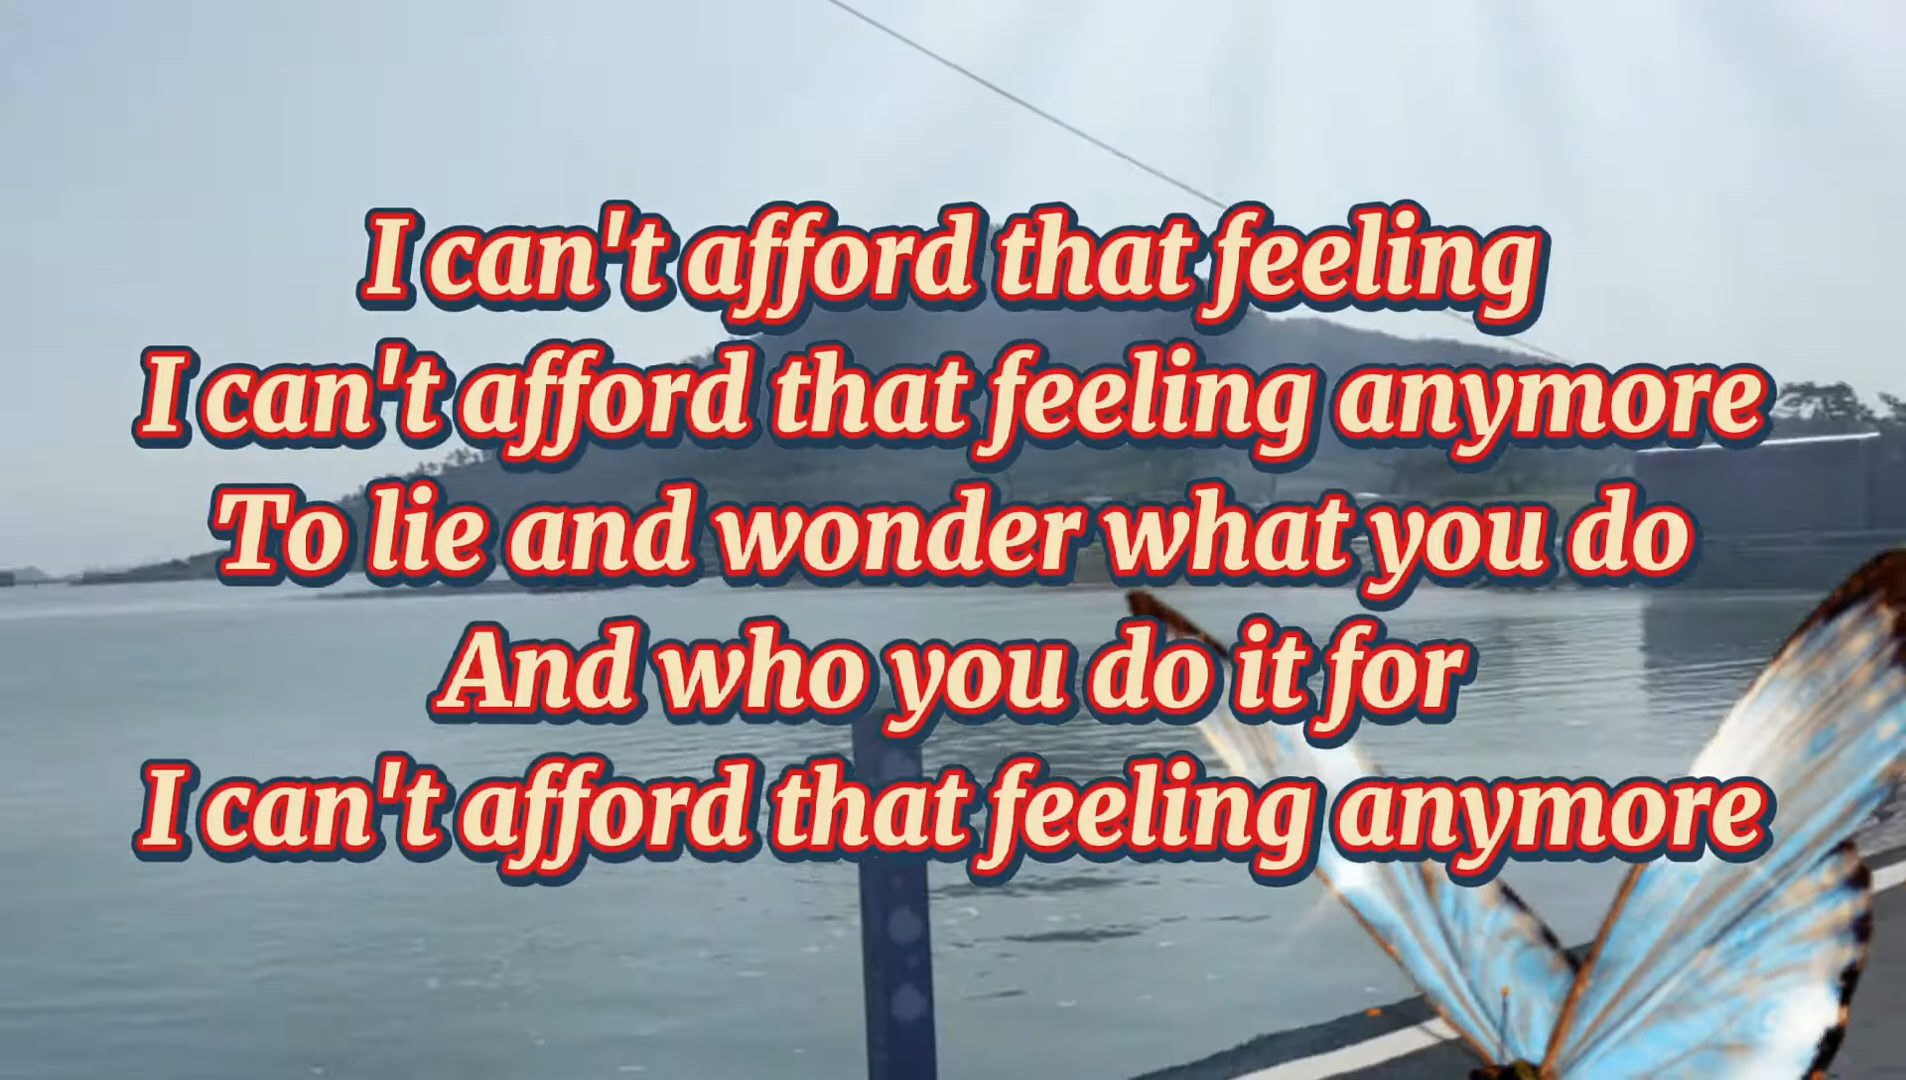 I can't afford that feeling
I can't afford that feeling anymore
To lie and wonder what you do
And who you do it for
I can't afford that feeling anymore